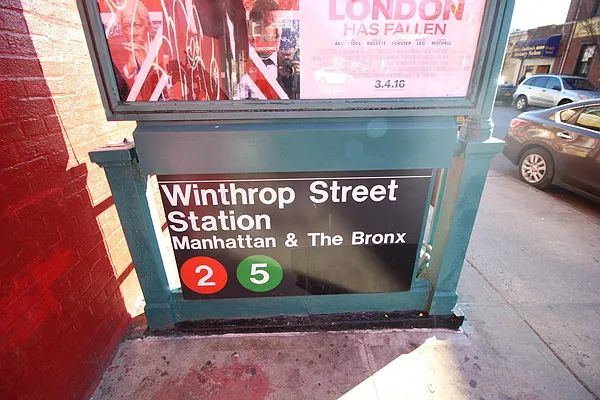 LONDON
HAS FALLEN
3.4.16
Winthrop Street
Station
Manhattan & The Bronx
2 5